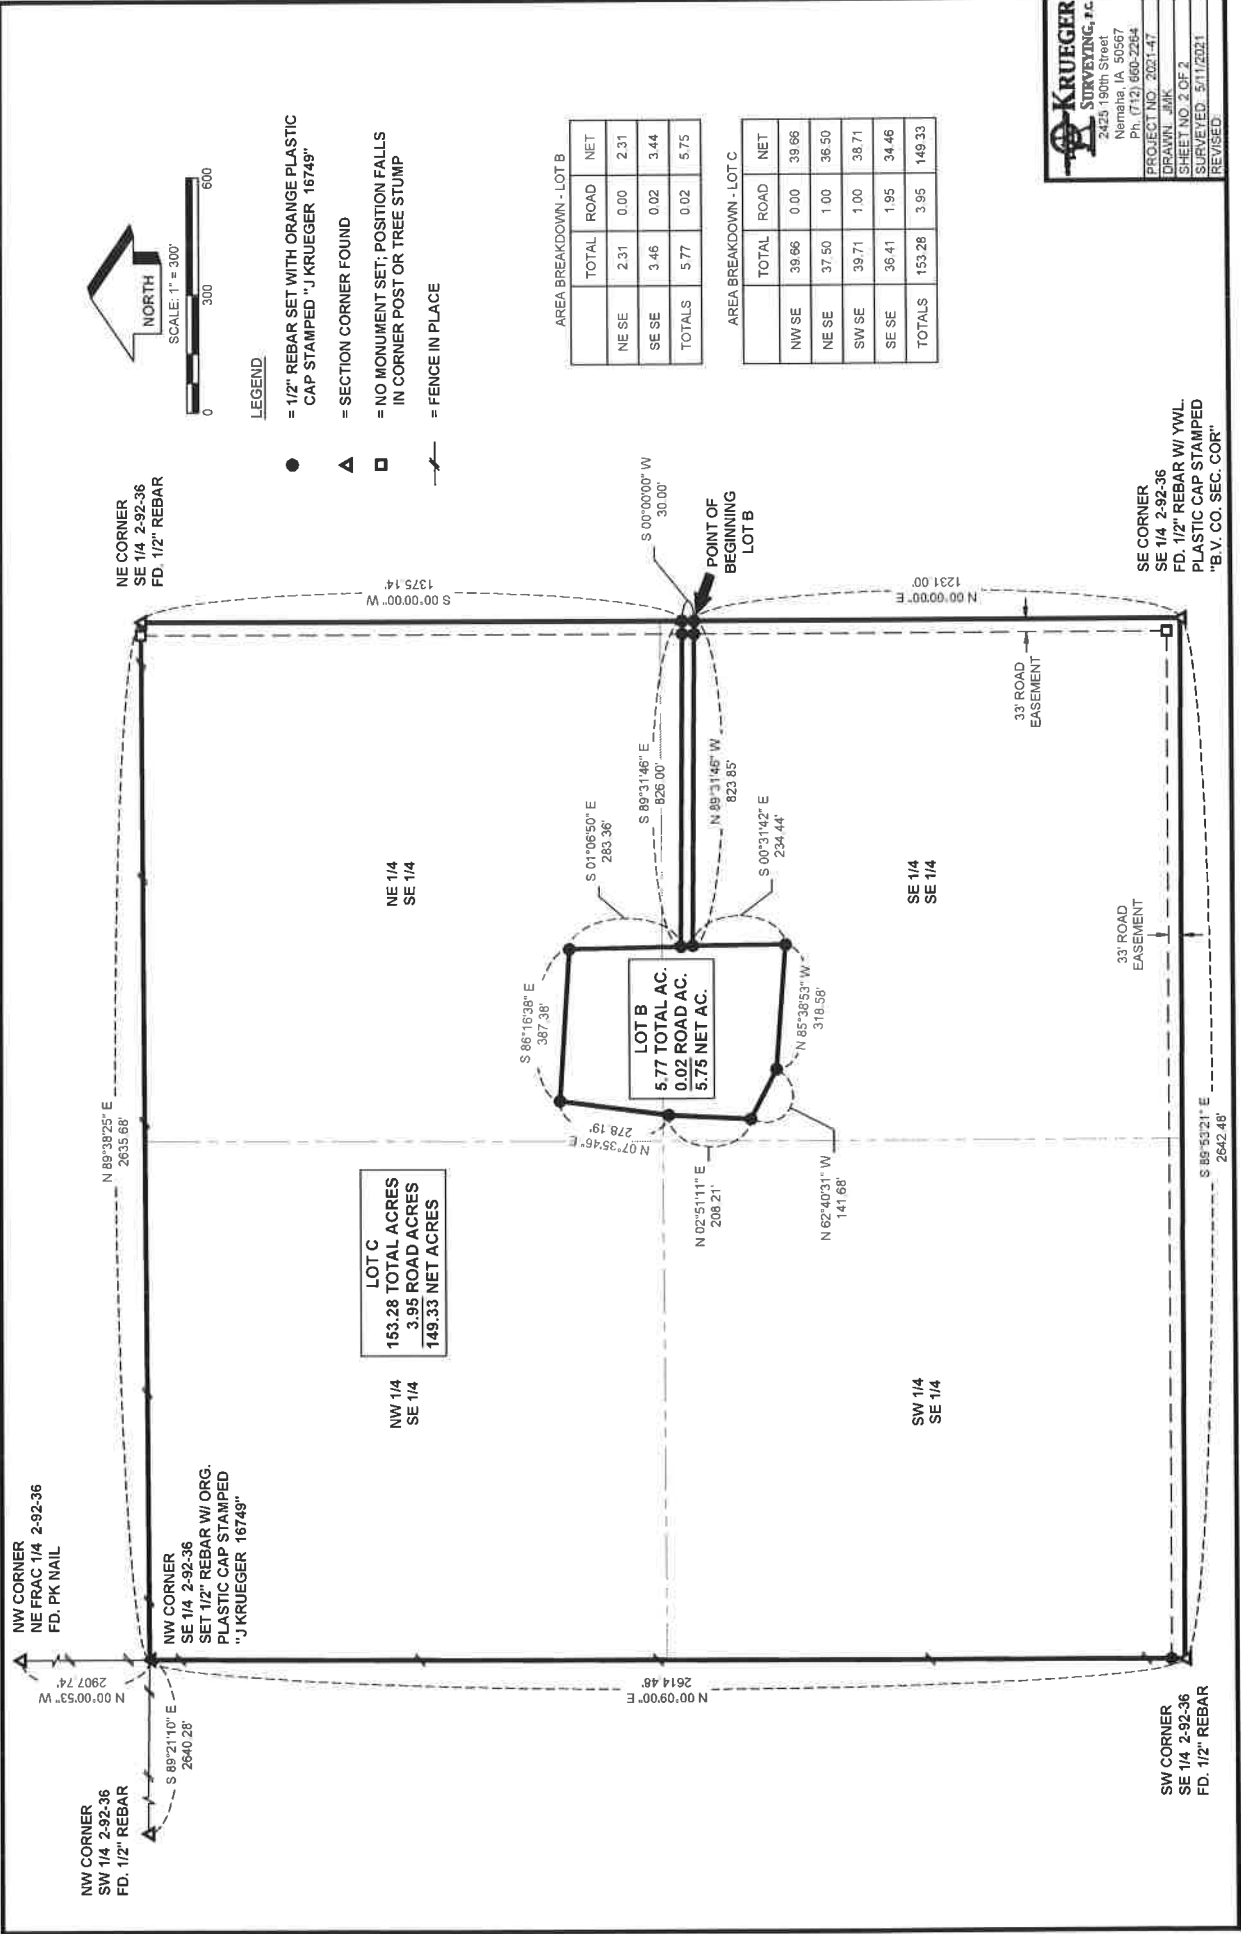 NW CORNER
NE FRAC 1/4 2-92-36
FD. PK NAIL
NW CORNER
SW 1/4 2-92-36
FD. 1/2" REBAR
N 00°00'53" W
2907.74'
S 89°21'10" E
2640.28'
NW CORNER
SE 1/4 2-92-36
SET 1/2" REBAR W/ ORG.
PLASTIC CAP STAMPED
"J KRUEGER 16749"
N 89°38'25" E
2635.68'
NE CORNER
SE 1/4 2-92-36
FD. 1/2" REBAR
NORTH
SCALE: 1" = 300'
0
300
600
LEGEND
= 1/2" REBAR SET WITH ORANGE PLASTIC
CAP STAMPED "J KRUEGER 16749"
= SECTION CORNER FOUND
= NO MONUMENT SET; POSITION FALLS
IN CORNER POST OR TREE STUMP
= FENCE IN PLACE
LOT C
153.28 TOTAL ACRES
3.95 ROAD ACRES
149.33 NET ACRES
NW 1/4
SE 1/4
NE 1/4
SE 1/4
S 00°00'00" W
1375.14'
S 86°16'38" E
387.38'
S 01°06'50" E
283.36'
S 89°31'46" E
826.00'
S 00°00'00" W
30.00'
POINT OF
BEGINNING
LOT B
N 07°35'46" E
278.19'
LOT B
5.77 TOTAL AC.
0.02 ROAD AC.
5.75 NET AC.
N 89°31'46" W
823.85'
S 00°31'42" E
234.44'
N 02°51'11" E
208.21'
N 62°40'31" W
141.68'
N 85°38'53" W
318.58'
N 00°09'00" E
2614.48'
N 00°00'00" E
1231.00'
SW 1/4
SE 1/4
SE 1/4
SE 1/4
33' ROAD
EASEMENT
33' ROAD
EASEMENT
S 89°53'21" E
2642.48'
SW CORNER
SE 1/4 2-92-36
FD. 1/2" REBAR
SE CORNER
SE 1/4 2-92-36
FD. 1/2" REBAR W/ YWL.
PLASTIC CAP STAMPED
"B.V. CO. SEC. COR"
AREA BREAKDOWN - LOT B
TOTAL ROAD NET
NE SE 2.31 0.00 2.31
SE SE 3.46 0.02 3.44
TOTALS 5.77 0.02 5.75
AREA BREAKDOWN - LOT C
TOTAL ROAD NET
NW SE 39.66 0.00 39.66
NE SE 37.50 1.00 36.50
SW SE 39.71 1.00 38.71
SE SE 36.41 1.95 34.46
TOTALS 153.28 3.95 149.33
KRUEGER
SURVEYING, P.C.
2425 190th Street
Nemaha, IA 50567
Ph. (712) 660-2264
PROJECT NO: 2021-47
DRAWN: JMK
SHEET NO. 2 OF 2
SURVEYED: 5/11/2021
REVISED: